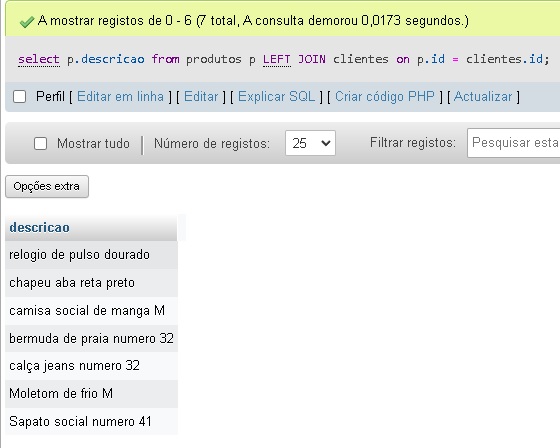 A mostrar registos de 0 - 6 (7 total, A consulta demorou 0,0173 segundos.)
select p.descricao from produtos p LEFT JOIN clientes on p.id = clientes.id;
Perfil [ Editar em linha ] [ Editar ] [ Explicar SQL ] [ Criar código PHP ] [ Actualizar ]
Mostrar tudo Número de registos: 25 Filtrar registos: Pesquisar esta
Opções extra
descricao
relogio de pulso dourado
chapeu aba reta preto
camisa social de manga M
bermuda de praia numero 32
calça jeans numero 32
Moletom de frio M
Sapato social numero 41